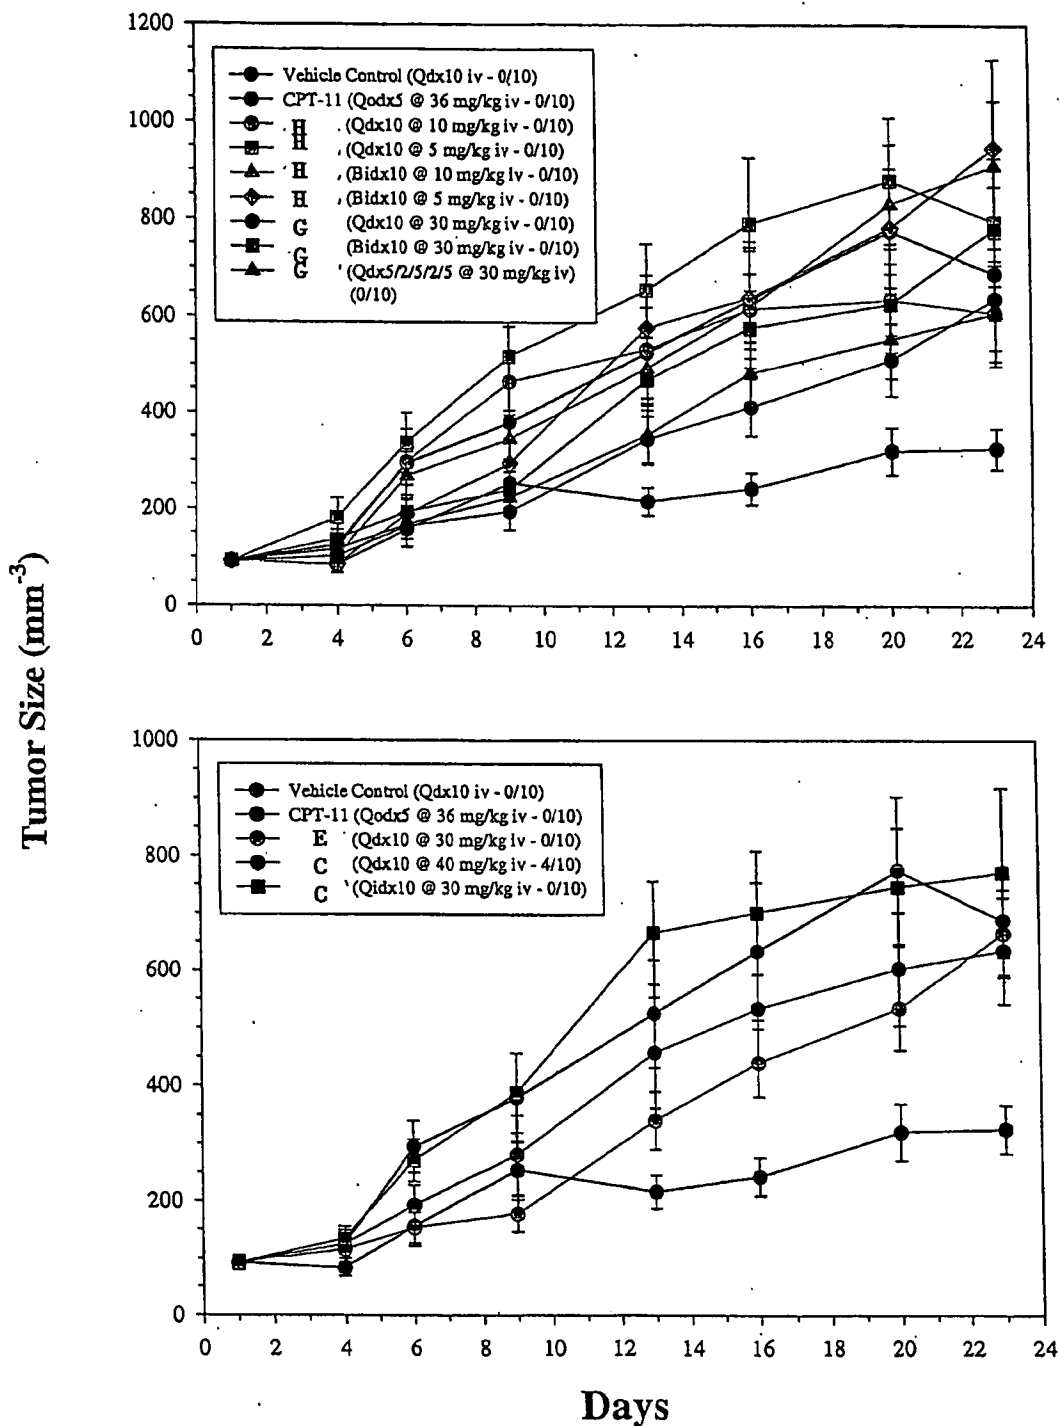 1200
1000
800
600
400
200
0
Vehicle Control (Qdx10 iv - 0/10)
CPT-11 (Qodx5 @ 36 mg/kg iv - 0/10)
H (Qdx10 @ 10 mg/kg iv - 0/10)
H (Qdx10 @ 5 mg/kg iv - 0/10)
H (Bidx10 @ 10 mg/kg iv - 0/10)
H (Bidx10 @ 5 mg/kg iv - 0/10)
G (Qdx10 @ 30 mg/kg iv - 0/10)
G (Bidx10 @ 30 mg/kg iv - 0/10)
G (Qdx5/2/5/2/5 @ 30 mg/kg iv)
(0/10)
0 2 4 6 8 10 12 14 16 18 20 22 24
Tumor Size (mm-3)
1000
800
600
400
200
0
Vehicle Control (Qdx10 iv - 0/10)
CPT-11 (Qodx5 @ 36 mg/kg iv - 0/10)
E (Qdx10 @ 30 mg/kg iv - 0/10)
C (Qdx10 @ 40 mg/kg iv - 4/10)
C (Qidx10 @ 30 mg/kg iv - 0/10)
0 2 4 6 8 10 12 14 16 18 20 22 24
Days